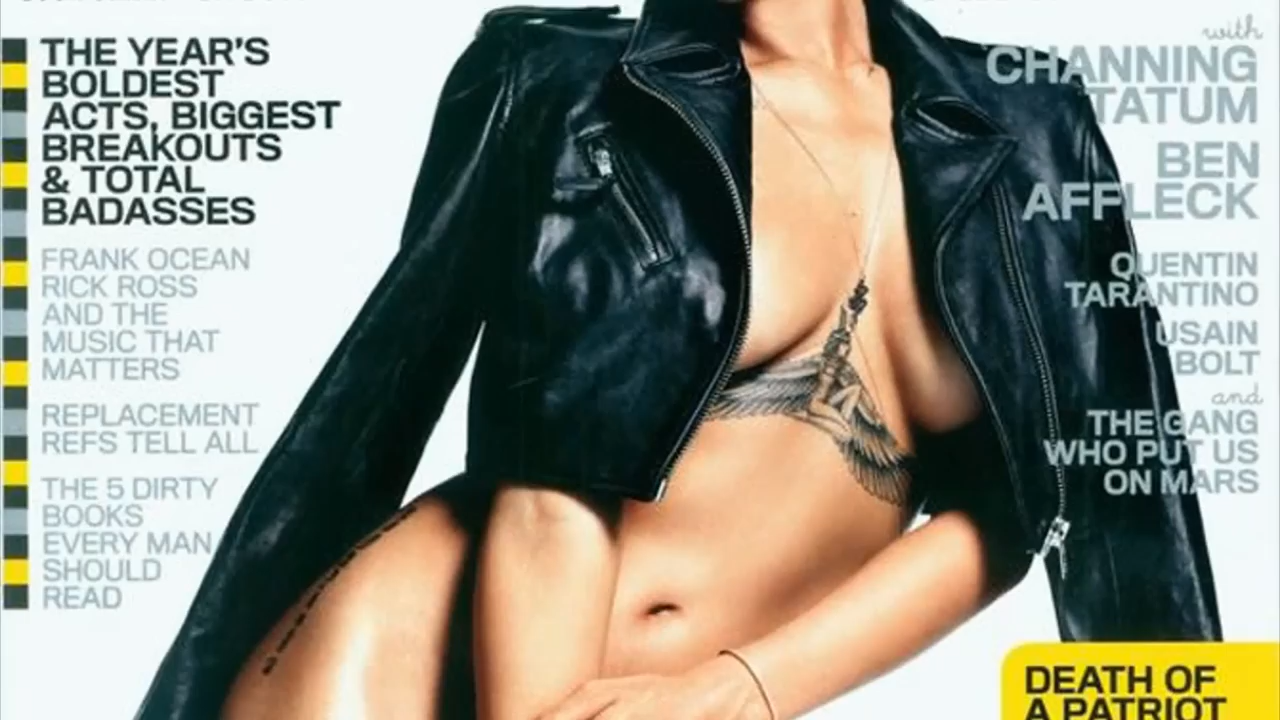 THE YEAR'S
BOLDEST
ACTS, BIGGEST
BREAKOUTS
& TOTAL
BADASSES
FRANK OCEAN
RICK ROSS
AND THE
MUSIC THAT
MATTERS
REPLACEMENT
REFS TELL ALL
THE 5 DIRTY
BOOKS
EVERY MAN
SHOULD
READ
with
CHANNING
TATUM
BEN
AFFLECK
QUENTIN
TARANTINO
USAIN
BOLT
and
THE GANG
WHO PUT US
ON MARS
DEATH OF
A PATRIOT